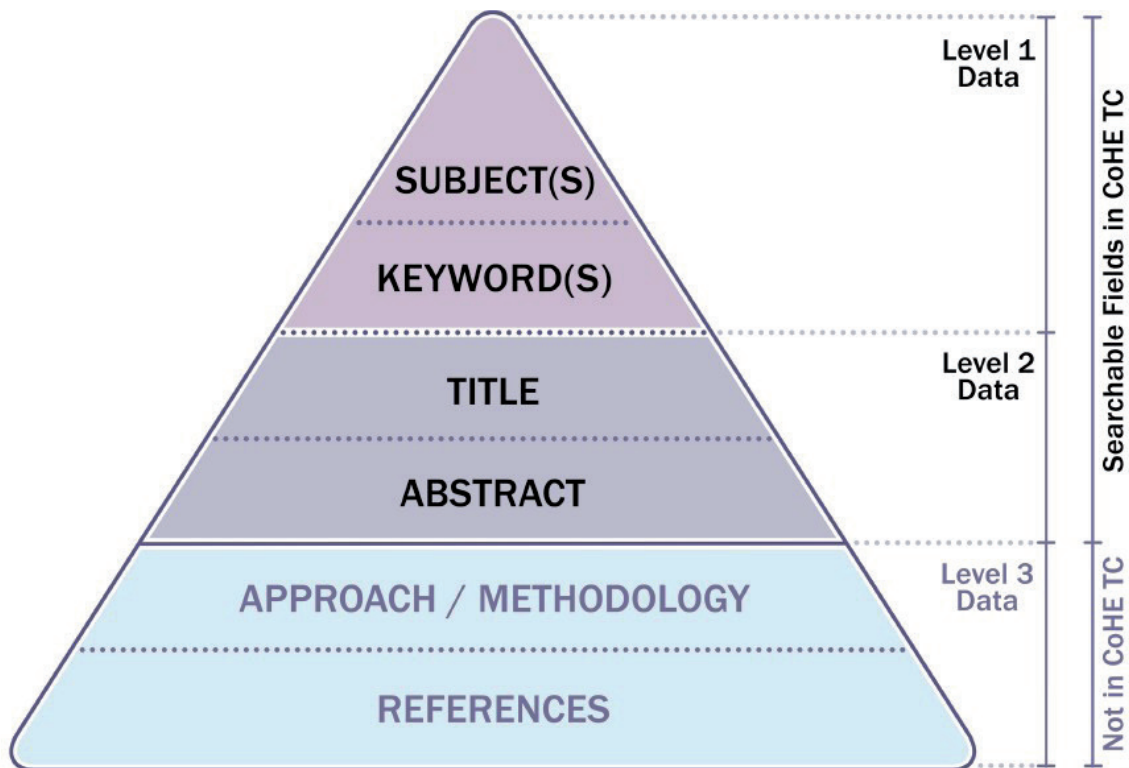 Level 1
Data
SUBJECT(S)
KEYWORD(S)
Level 2
Data
TITLE
ABSTRACT
Level 3
Data
APPROACH / METHODOLOGY
REFERENCES
Searchable Fields in CoHE TC
Not in CoHE TC